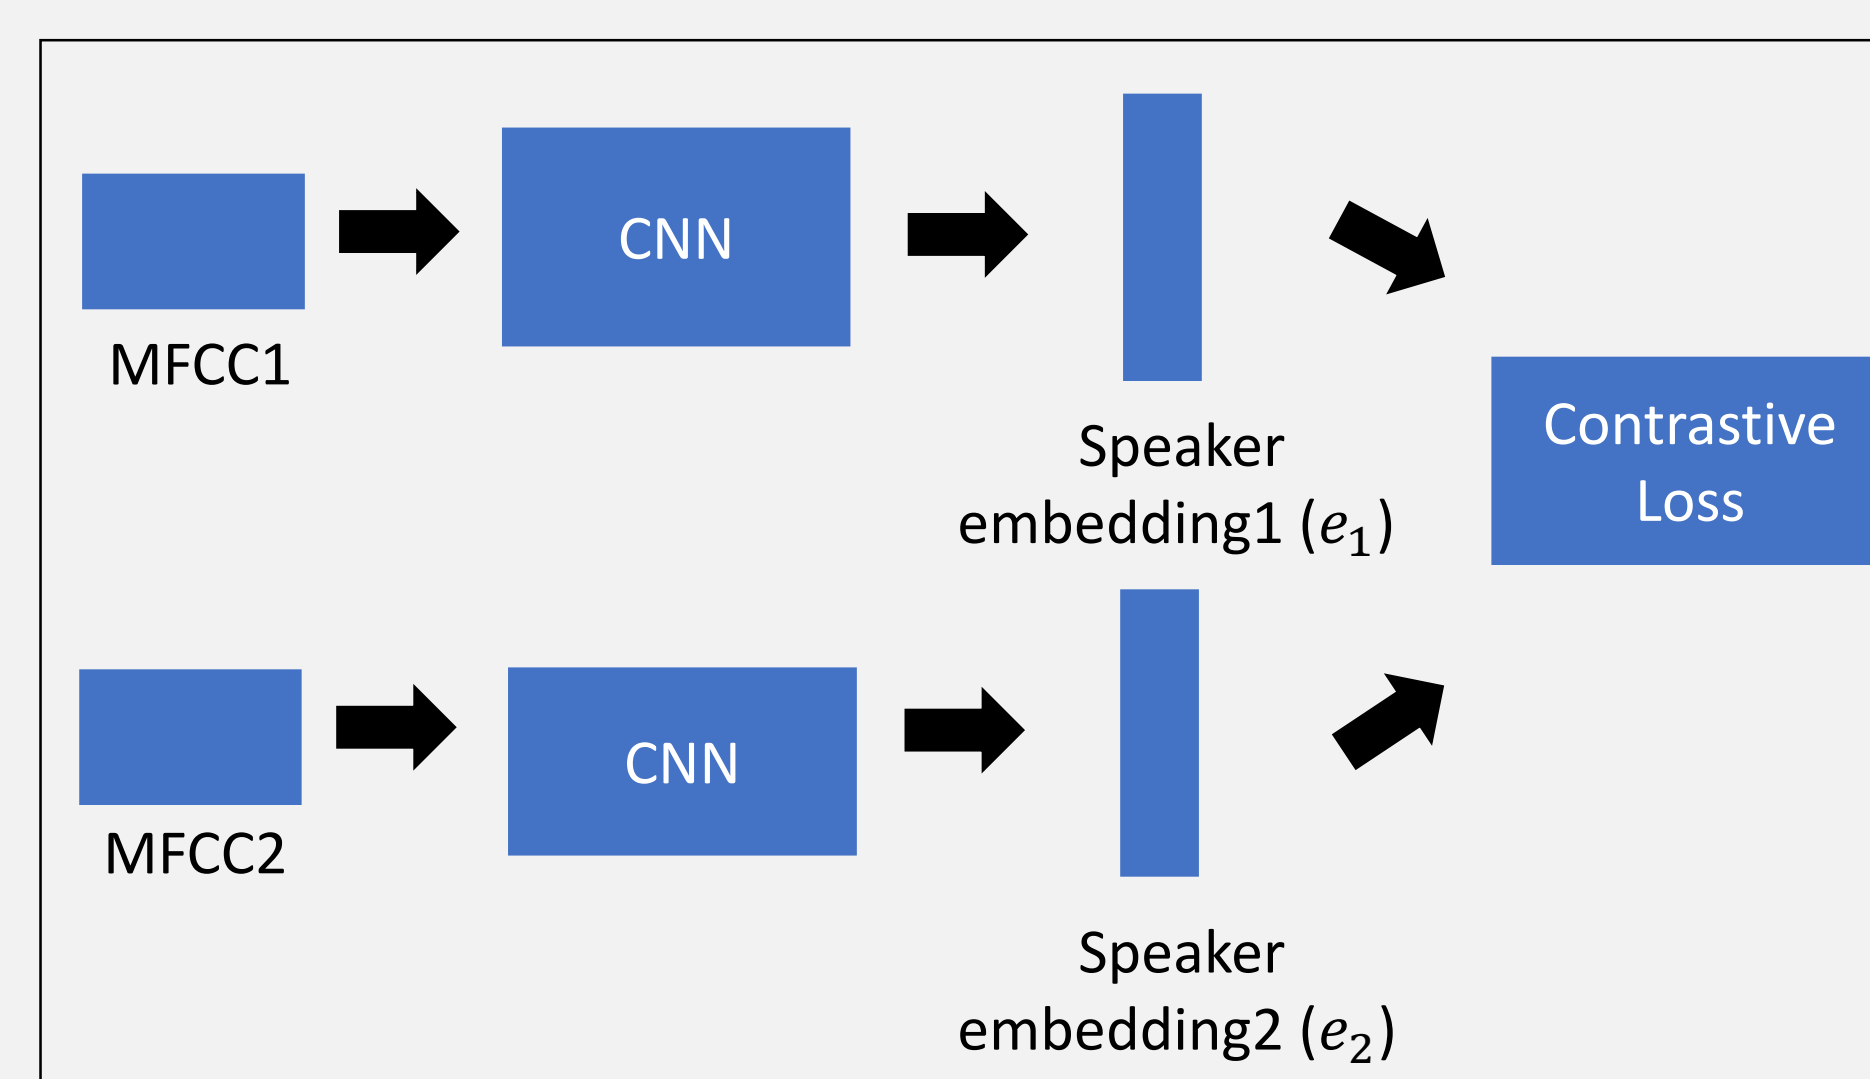 CNN
MFCC1
Speaker
embedding1 (e₁)
Contrastive
Loss
CNN
MFCC2
Speaker
embedding2 (e₂)